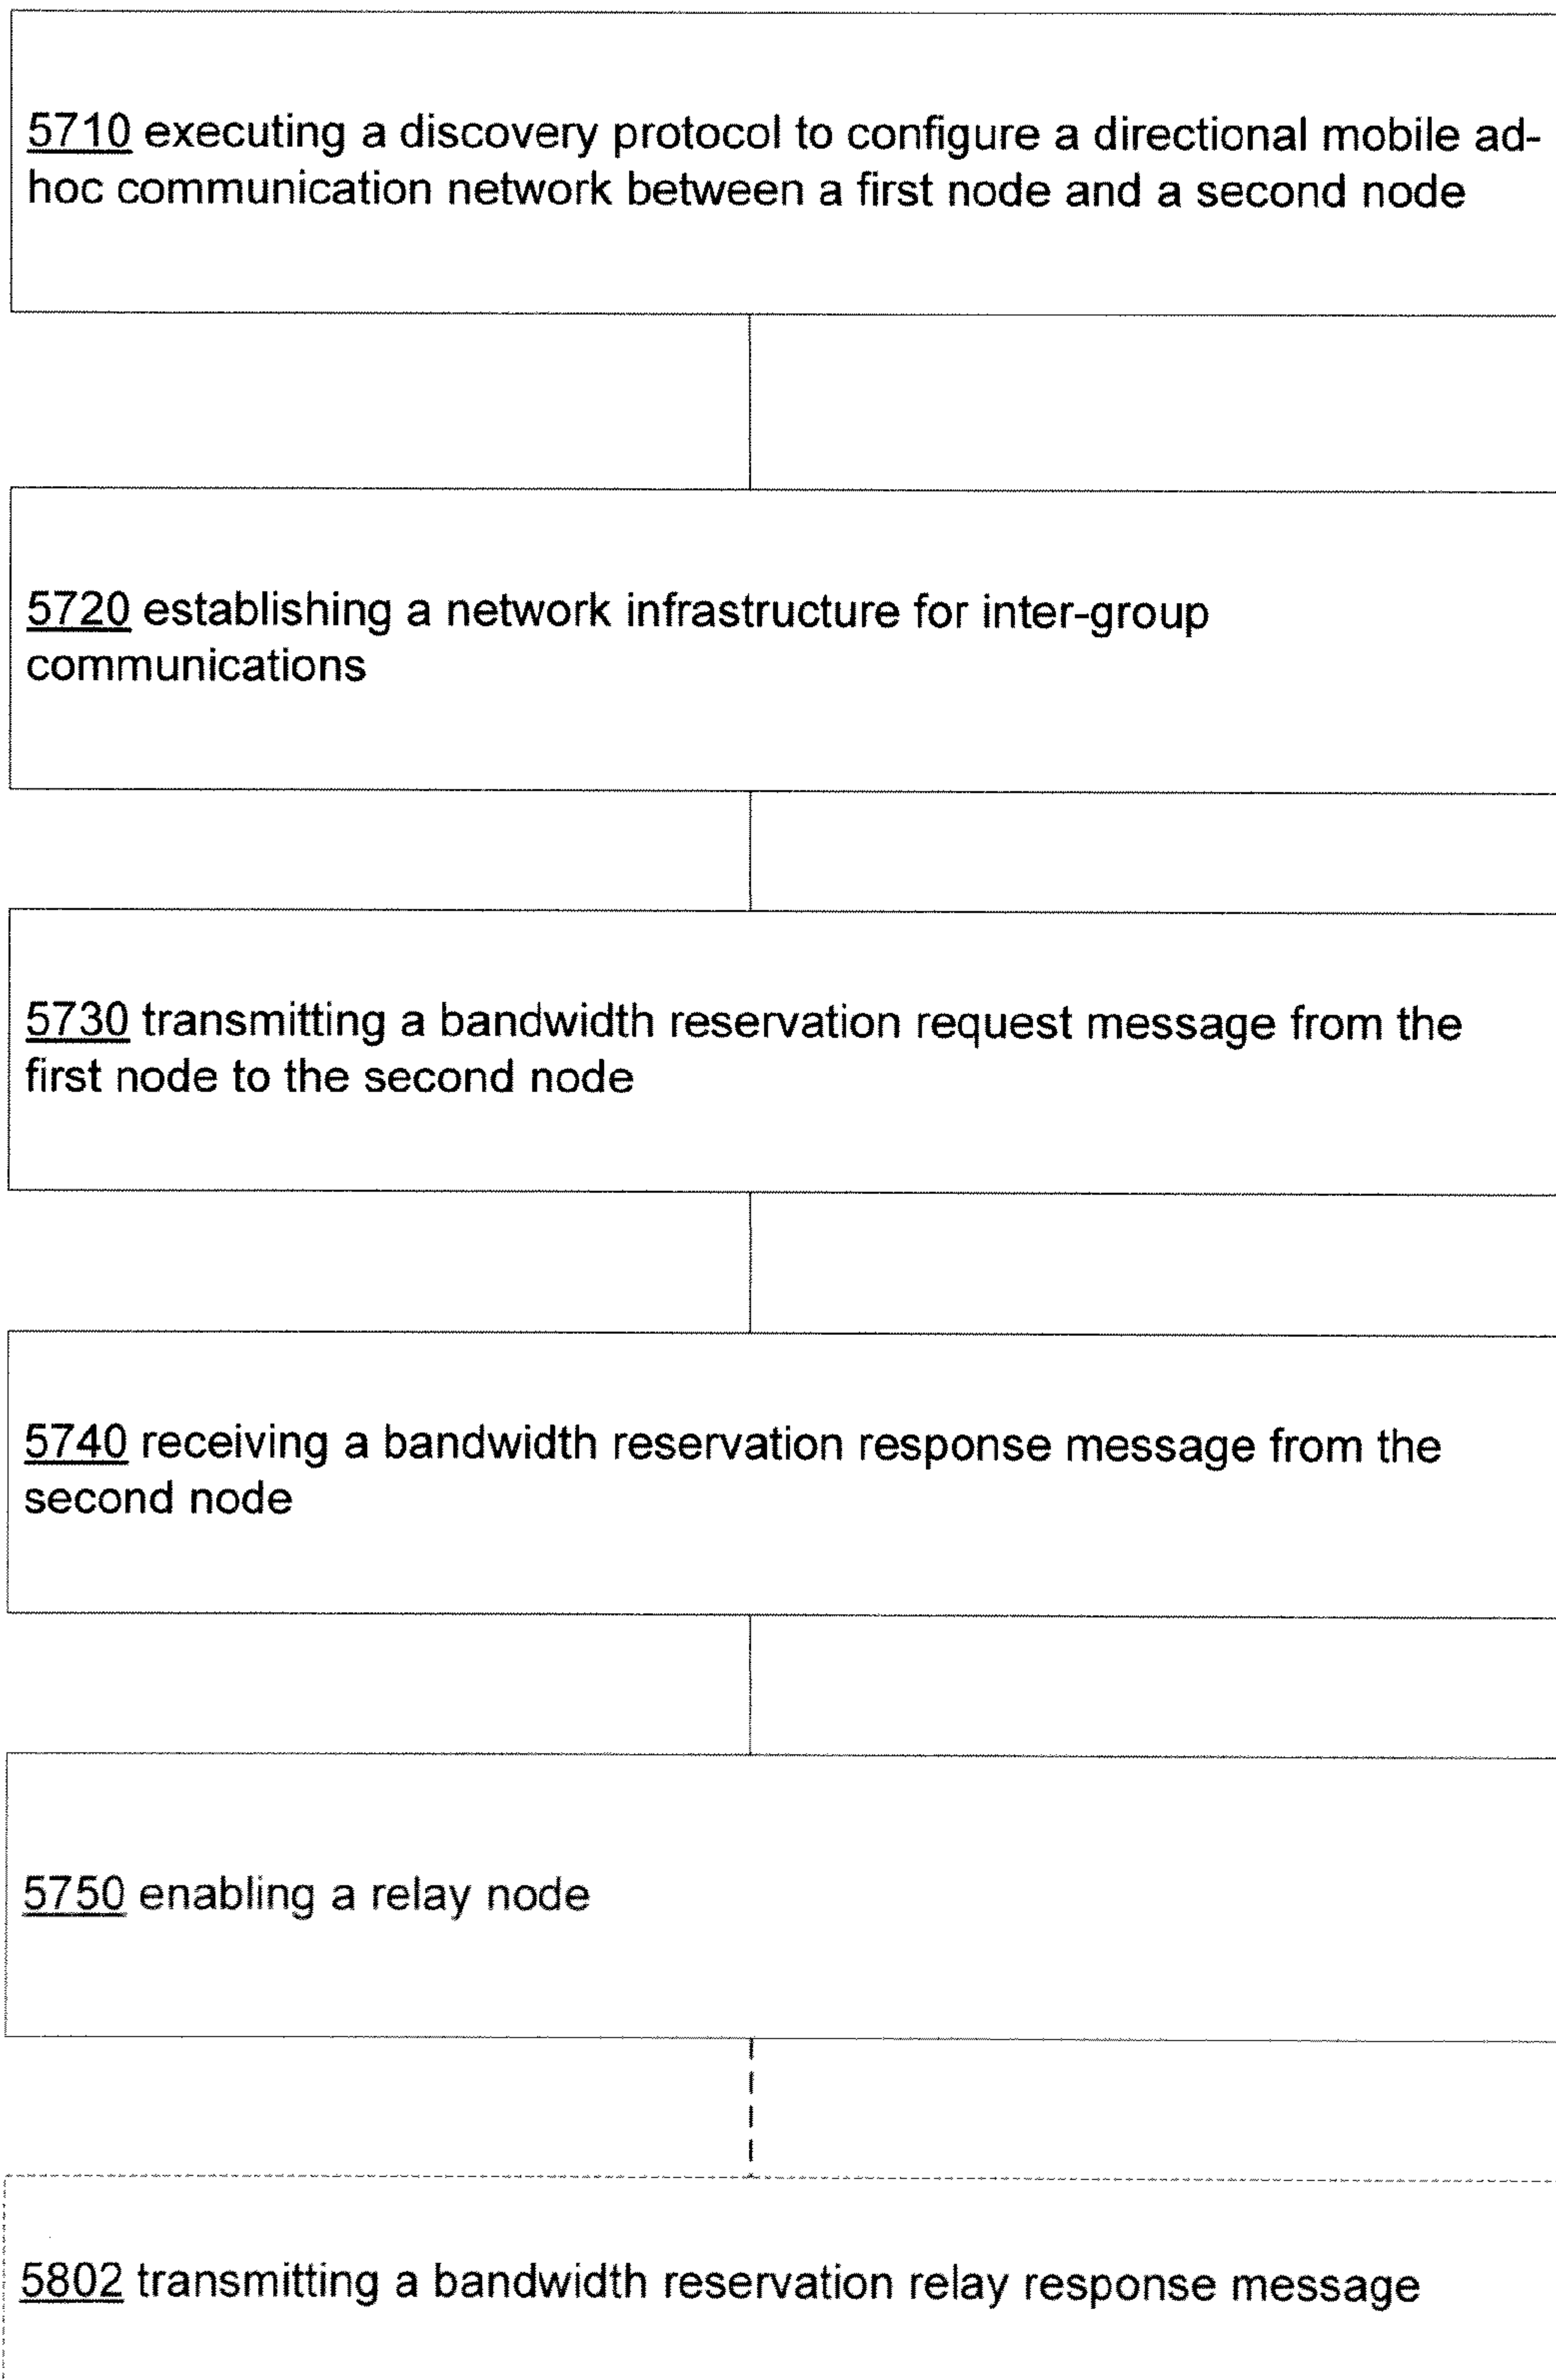 5710 executing a discovery protocol to configure a directional mobile ad-
hoc communication network between a first node and a second node
5720 establishing a network infrastructure for inter-group
communications
5730 transmitting a bandwidth reservation request message from the
first node to the second node
5740 receiving a bandwidth reservation response message from the
second node
5750 enabling a relay node
5802 transmitting a bandwidth reservation relay response message